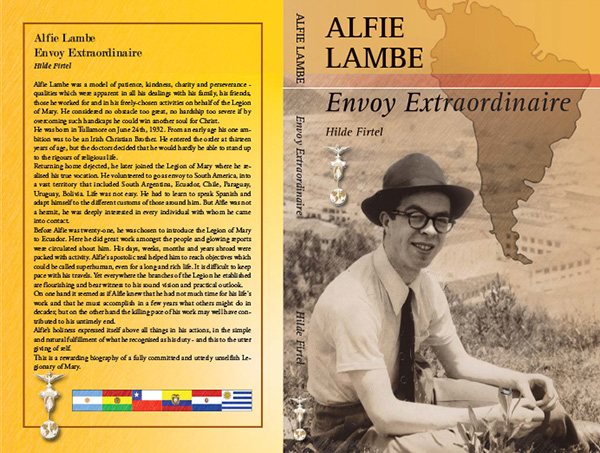 Alfie Lambe
Envoy Extraordinaire
Hilde Firtel
Alfie Lambe was a model of patience, kindness, charity and perseverance -
qualities which were apparent in all his dealings with his family, his friends,
those he worked for and in his freely-chosen activities on behalf of the Legion
of Mary. He considered no obstacle too great, no hardship too severe if by
overcoming such handicaps he could win another soul for Christ.
He was born in Tullamore on June 24th, 1932. From an early age his one am-
bition was to be an Irish Christian Brother. He entered the order at thirteen
years of age, but the doctors decided that he would hardly be able to stand up
to the rigours of religious life.
Returning home dejected, he later joined the Legion of Mary where he re-
alised his true vocation. He volunteered to go as envoy to South America, into
a vast territory that included South Argentina, Ecuador, Chile, Paraguay,
Uruguay, Bolivia. Life was not easy. He had to learn to speak Spanish and
adapt himself to the different customs of those around him. But Alfie was not
a hermit, he was deeply interested in every individual with whom he came
into contact.
Before Alfie was twenty-one, he was chosen to introduce the Legion of Mary
to Ecuador. Here he did great work amongst the people and glowing reports
were circulated about him. His days, weeks, months and years abroad were
packed with activity. Alfie's apostolic zeal helped him to reach objectives which
could be called superhuman, even for a long and rich life. It is difficult to keep
pace with his travels. Yet everywhere the branches of the Legion he established
are flourishing and bear witness to his sound vision and practical outlook.
On one hand it seemed as if Alfie knew that he had not much time for his life's
work and that he must accomplish in a few years what others might do in
decades, but on the other hand the killing pace of his work may well have con-
tributed to his untimely end.
Alfie's holiness expressed itself above all things in his actions, in the simple
and natural fulfillment of what he recognised as his duty - and this to the utter
giving of self.
This is a rewarding biography of a fully committed and utterly unselfish Le-
gionary of Mary.
ALFIE LAMBE Envoy Extraordinaire Hilde Firtel
ALFIE
LAMBE
Envoy Extraordinaire
Hilde Firtel